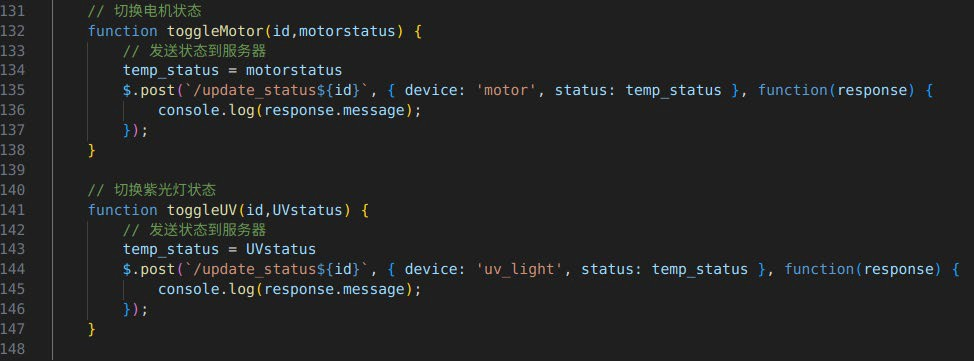 131 // 切换电机状态
132 function toggleMotor(id,motorstatus) {
133 // 发送状态到服务器
134 temp_status = motorstatus
135 $.post(`/update_status${id}`, { device: 'motor', status: temp_status }, function(response) {
136 console.log(response.message);
137 });
138 }
139
140 // 切换紫光灯状态
141 function toggleUV(id,UVstatus) {
142 // 发送状态到服务器
143 temp_status = UVstatus
144 $.post(`/update_status${id}`, { device: 'uv_light', status: temp_status }, function(response) {
145 console.log(response.message);
146 });
147 }
148